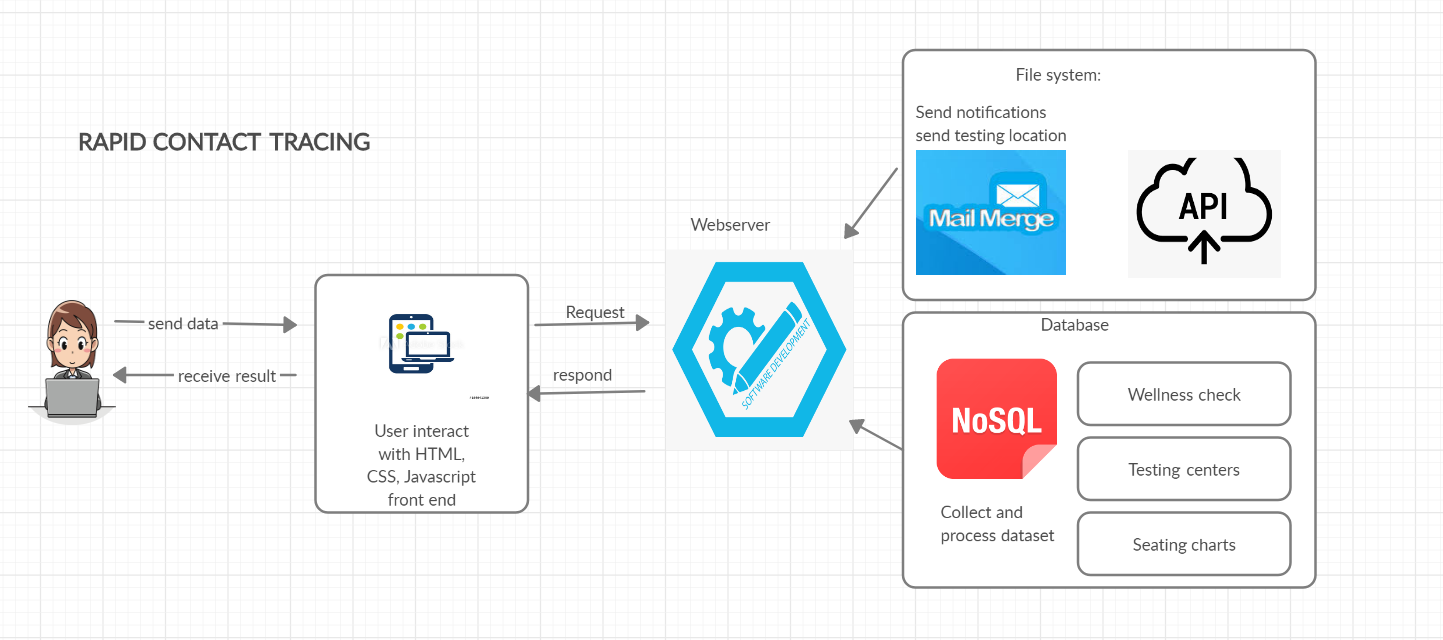 RAPID CONTACT TRACING
send data
receive result
User interact
with HTML,
CSS, Javascript
front end
Request
respond
Webserver
SOFTWARE DEVELOPMENT
File system:
Send notifications
send testing location
Mail Merge
API
Database
NoSQL
Collect and
process dataset
Wellness check
Testing centers
Seating charts